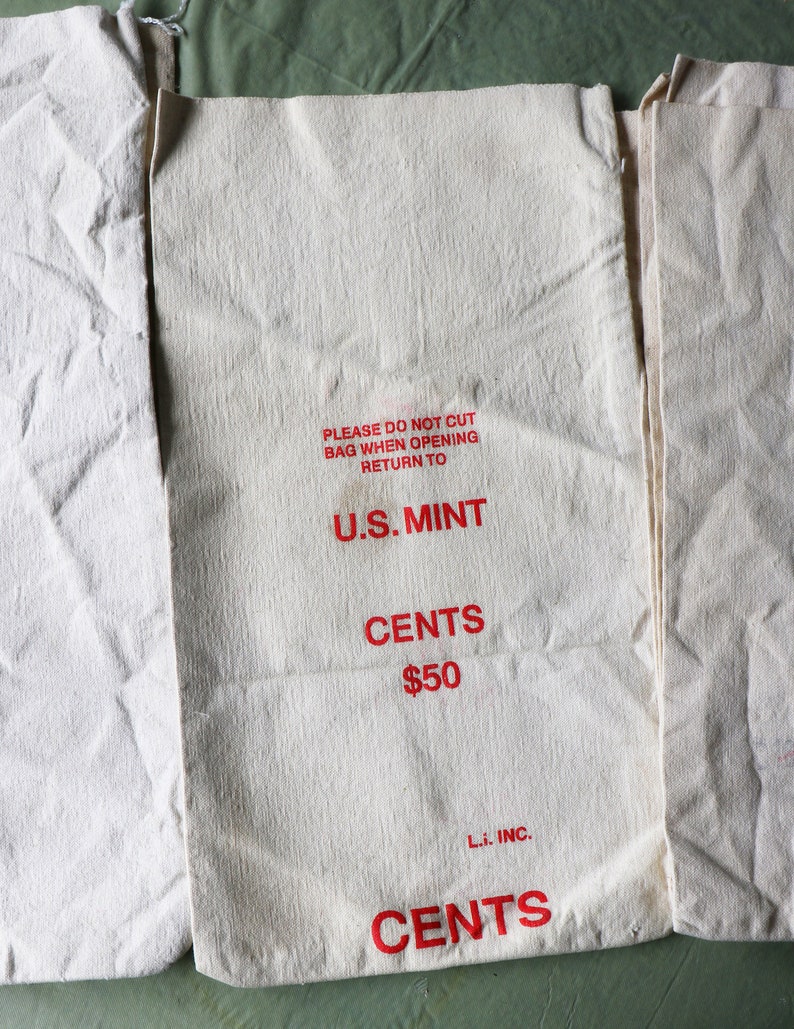 PLEASE DO NOT CUT
BAG WHEN OPENING
RETURN TO
U.S. MINT
CENTS
$50
L.i. INC.
CENTS